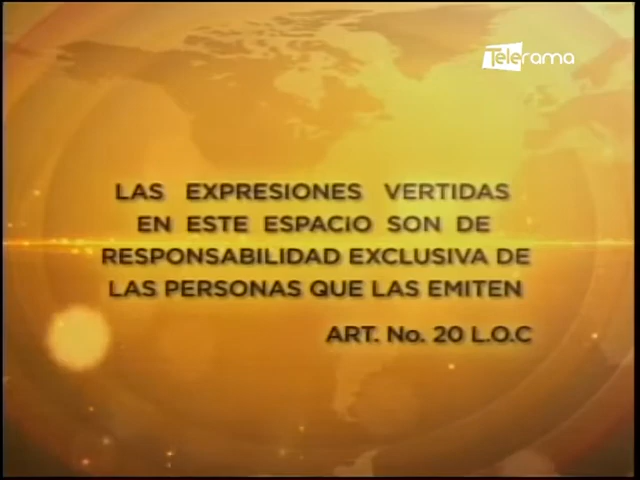 Telerama
LAS EXPRESIONES VERTIDAS
EN ESTE ESPACIO SON DE
RESPONSABILIDAD EXCLUSIVA DE
LAS PERSONAS QUE LAS EMITEN
ART. No. 20 L.O.C